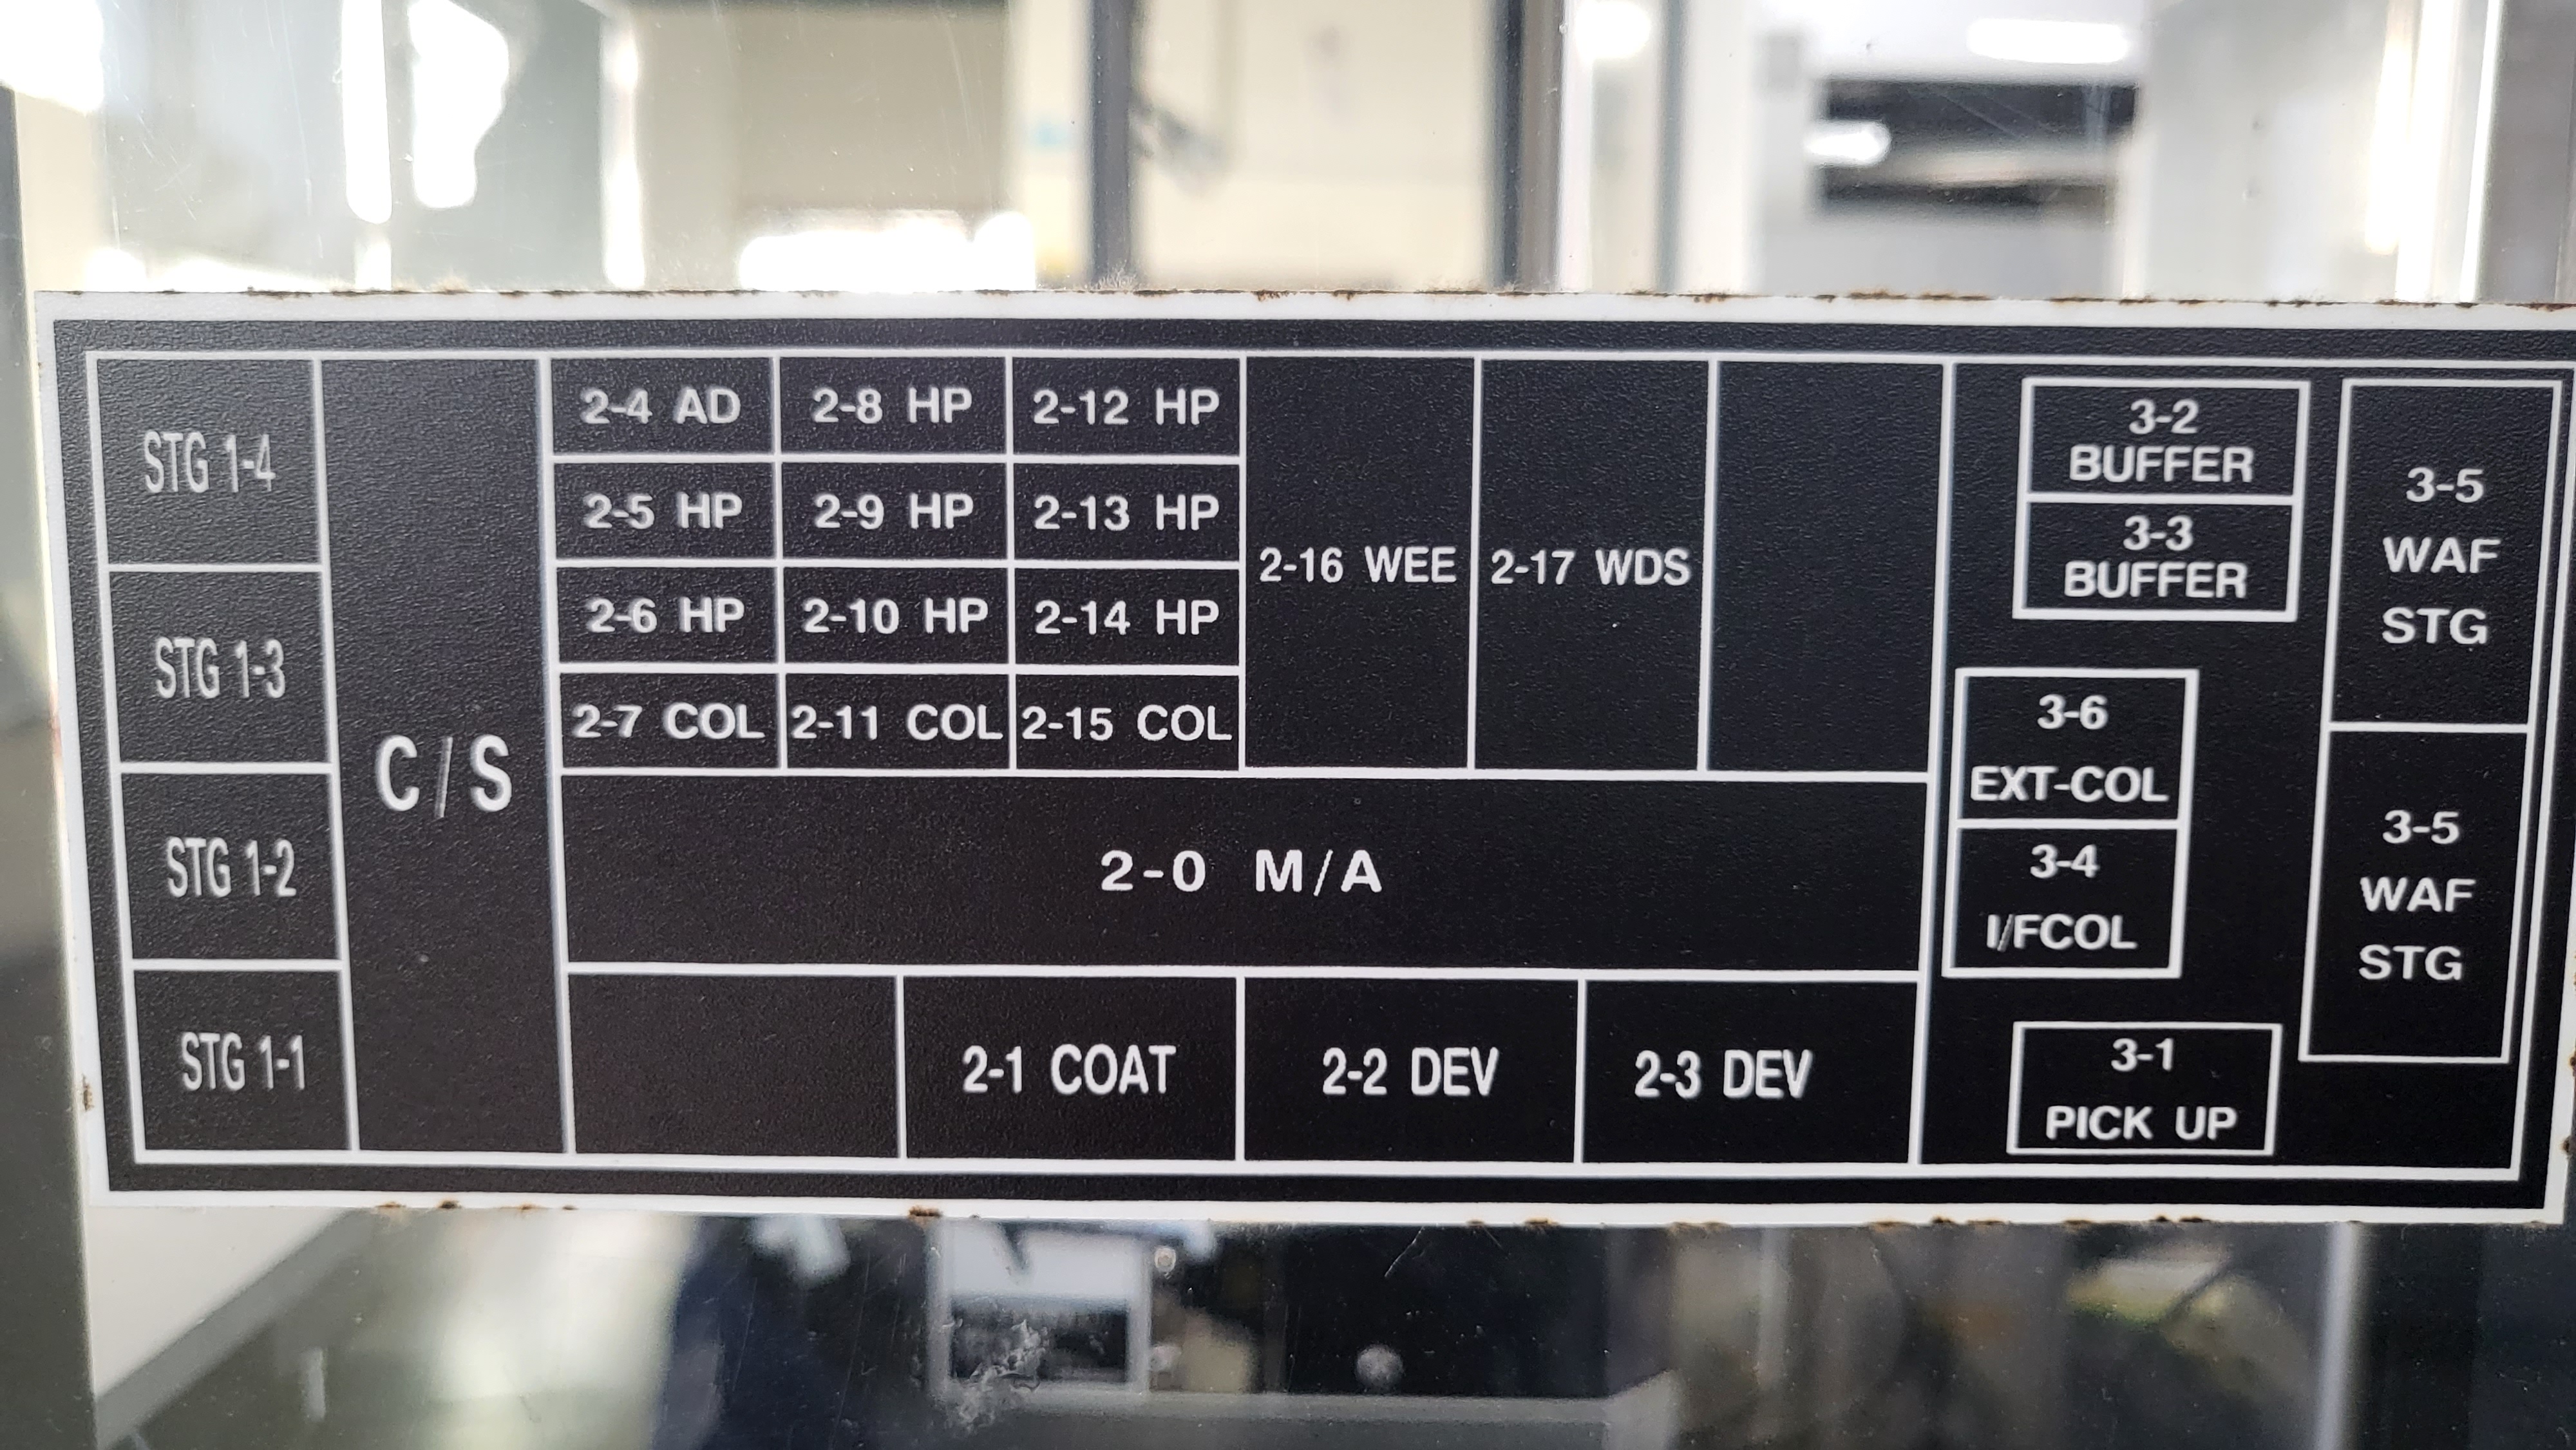 STG 1-4
STG 1-3
STG 1-2
STG 1-1
C/S
2-4 AD
2-8 HP
2-12 HP
2-5 HP
2-9 HP
2-13 HP
2-6 HP
2-10 HP
2-14 HP
2-7 COL
2-11 COL
2-15 COL
2-16 WEE
2-17 WDS
2-0 M/A
2-1 COAT
2-2 DEV
2-3 DEV
3-2
BUFFER
3-3
BUFFER
3-6
EXT-COL
3-4
I/FCOL
3-1
PICK UP
3-5
WAF
STG
3-5
WAF
STG